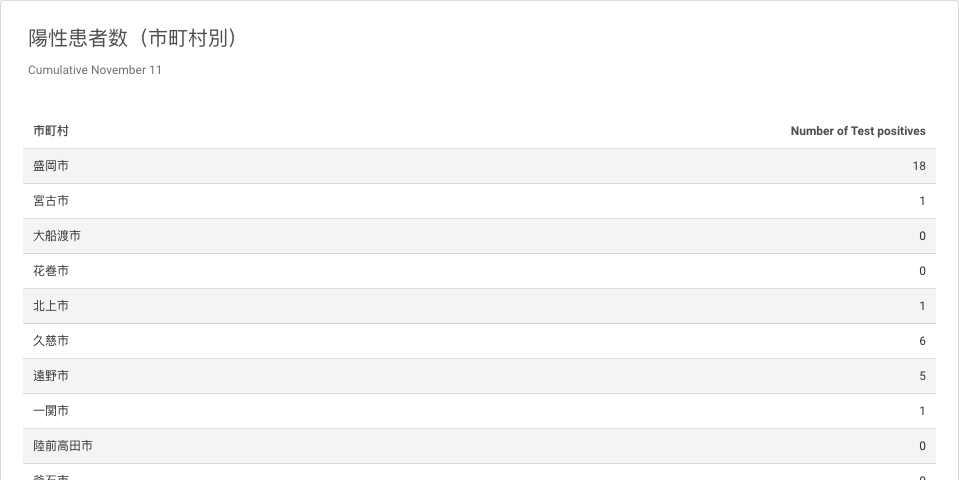 陽性患者数（市町村別）
Cumulative November 11
市町村 Number of Test positives
盛岡市 18
宮古市 1
大船渡市 0
花巻市 0
北上市 1
久慈市 6
遠野市 5
一関市 1
陸前高田市 0